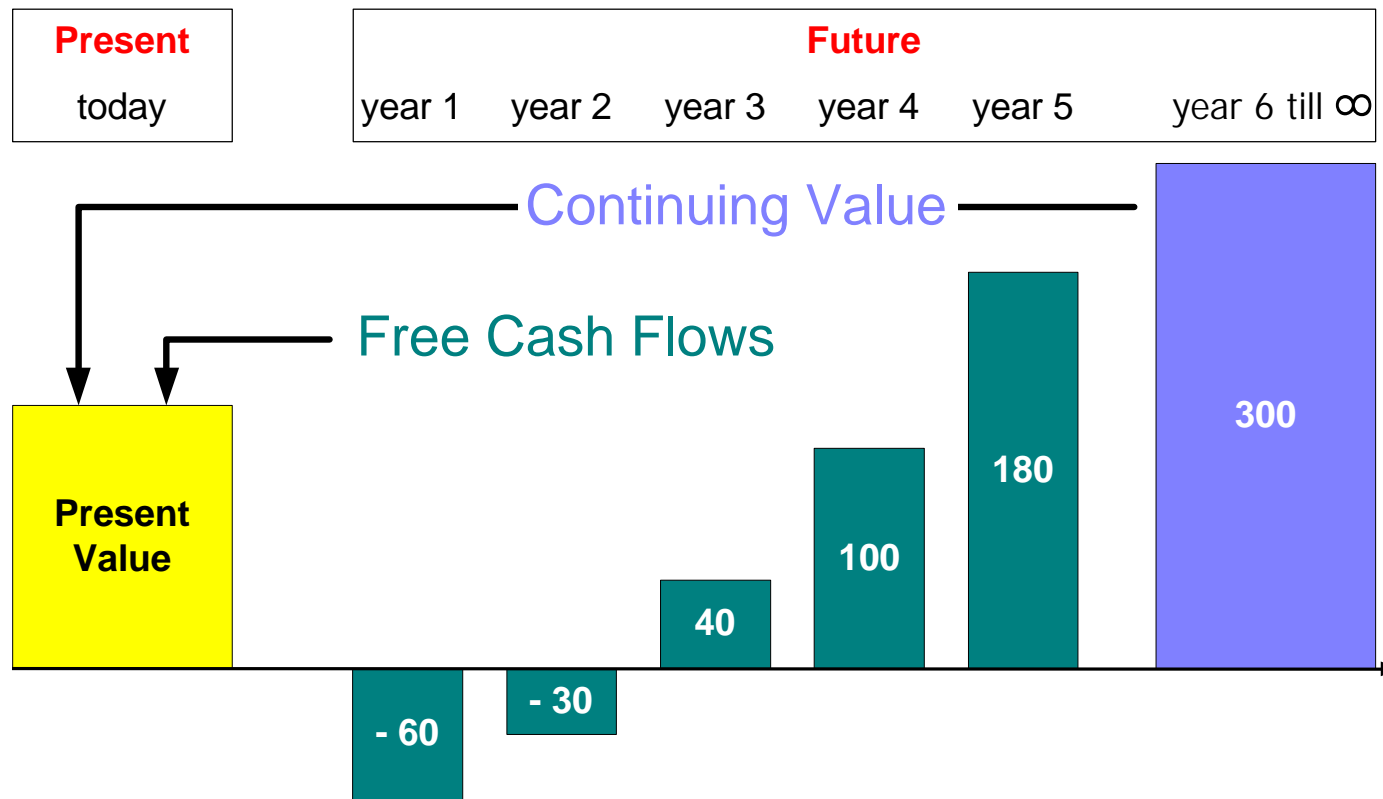 Present
today
Future
year 1 year 2 year 3 year 4 year 5 year 6 till ∞
Continuing Value
Free Cash Flows
Present
Value
- 60
- 30
40
100
180
300